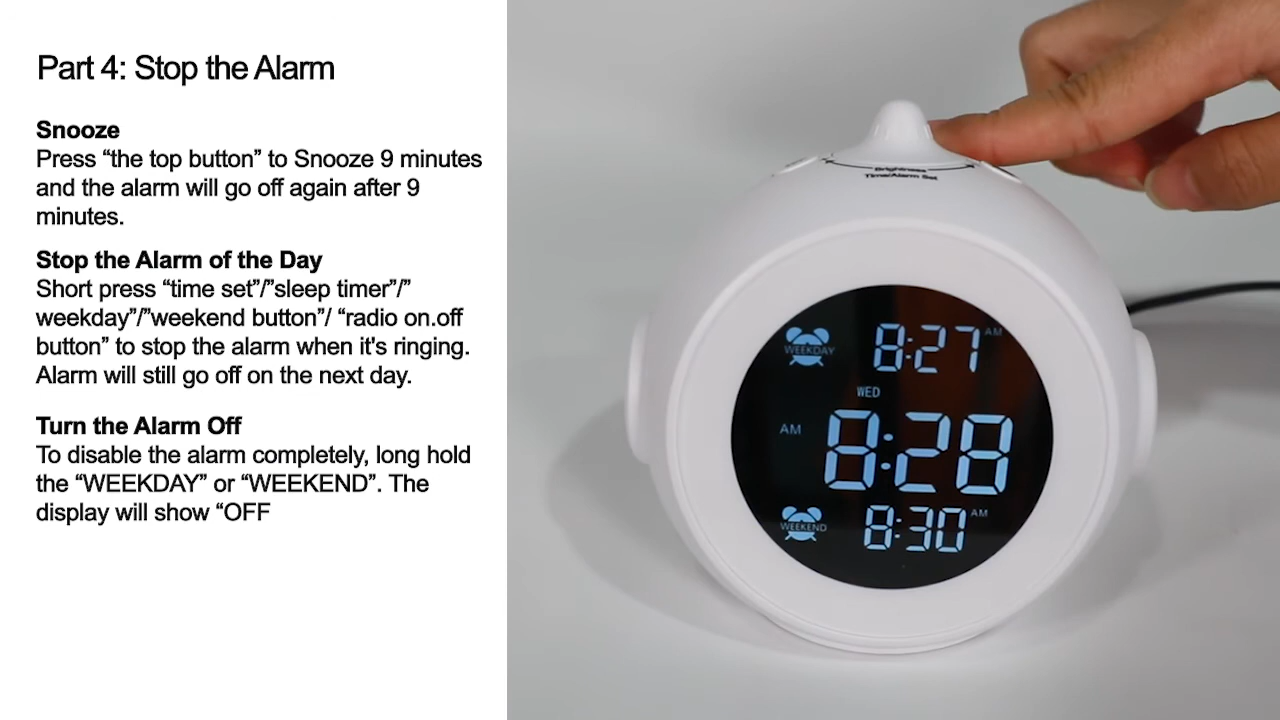 Part 4: Stop the Alarm
Snooze
Press “the top button” to Snooze 9 minutes
and the alarm will go off again after 9
minutes.
Stop the Alarm of the Day
Short press “time set”/”sleep timer”/”
weekday”/”weekend button”/ “radio on.off
button” to stop the alarm when it's ringing.
Alarm will still go off on the next day.
Turn the Alarm Off
To disable the alarm completely, long hold
the “WEEKDAY” or “WEEKEND”. The
display will show “OFF
Brightness
Time/Alarm Set
WEEKDAY 8:27 AM
WED
AM 8:28
WEEKEND 8:30 AM